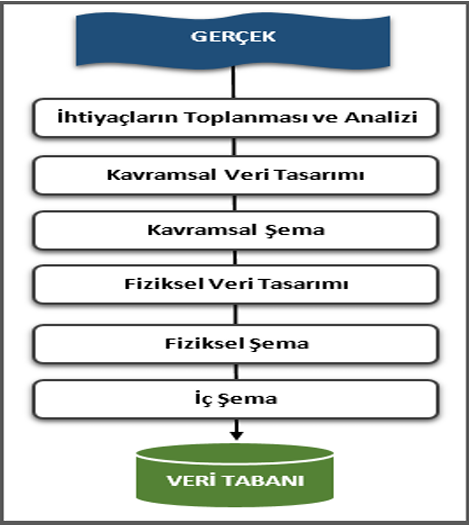 GERÇEK
İhtiyaçların Toplanması ve Analizi
Kavramsal Veri Tasarımı
Kavramsal Şema
Fiziksel Veri Tasarımı
Fiziksel Şema
İç Şema
VERİ TABANI